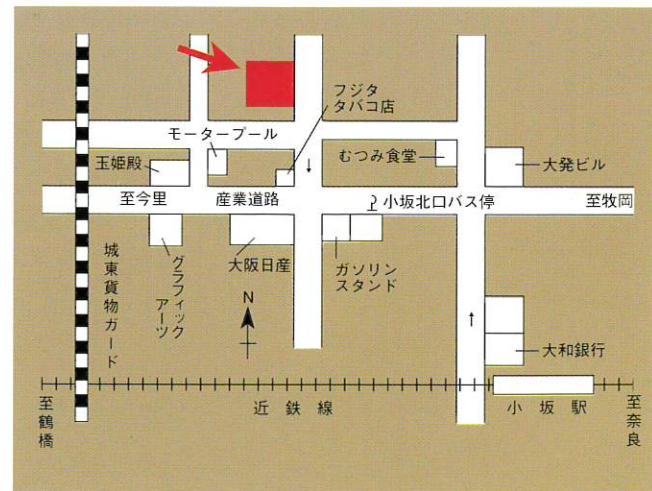 フジタ
タバコ店
モータープール
むつみ食堂
玉姫殿
大発ビル
至今里
産業道路
小坂北口バス停
至牧岡
城東貨物ガード
グラフィック
アーツ
大阪日産
ガソリン
スタンド
N
大和銀行
至鶴橋
近鉄線
小坂駅
至奈良